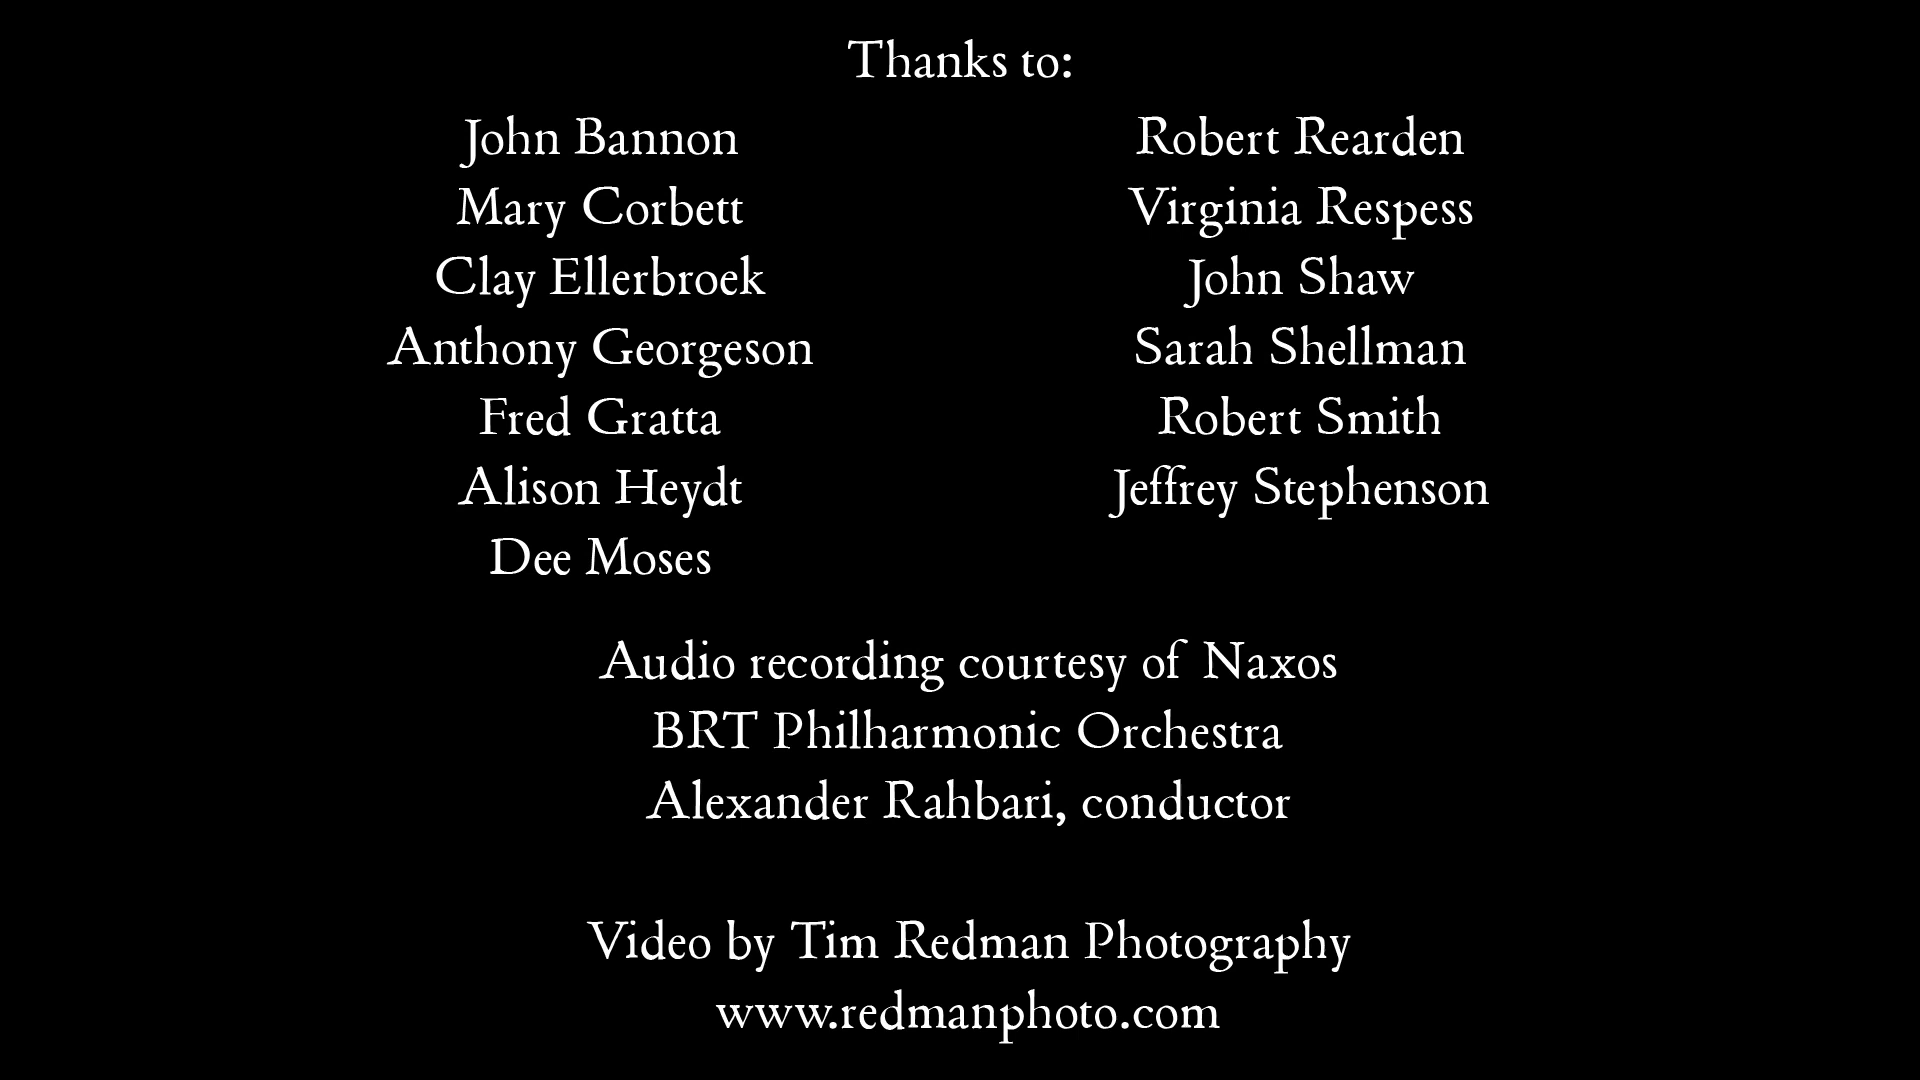 Thanks to:
John Bannon
Mary Corbett
Clay Ellerbroek
Anthony Georgeson
Fred Gratta
Alison Heydt
Dee Moses
Robert Rearden
Virginia Respess
John Shaw
Sarah Shellman
Robert Smith
Jeffrey Stephenson
Audio recording courtesy of Naxos
BRT Philharmonic Orchestra
Alexander Rahbari, conductor
Video by Tim Redman Photography
www.redmanphoto.com